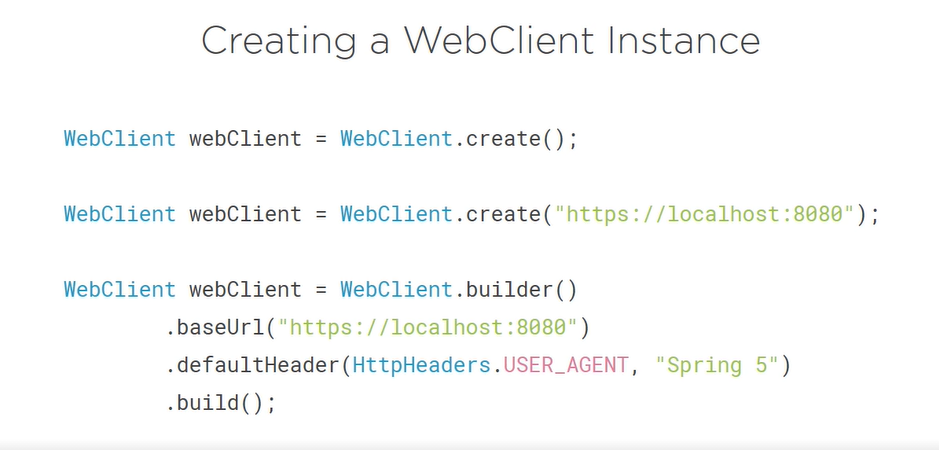 Creating a WebClient Instance
WebClient webClient = WebClient.create();
WebClient webClient = WebClient.create("https://localhost:8080");
WebClient webClient = WebClient.builder()
.baseUrl("https://localhost:8080")
.defaultHeader(HttpHeaders.USER_AGENT, "Spring 5")
.build();